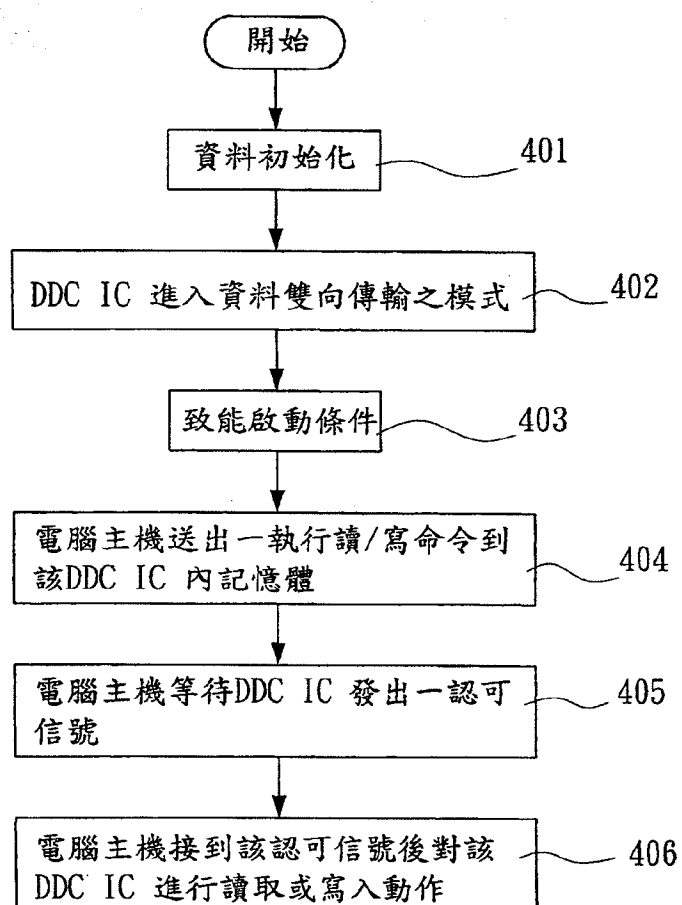 開始
資料初始化
401
DDC IC 進入資料雙向傳輸之模式
402
致能啟動條件
403
電腦主機送出一執行讀/寫命令到
該DDC IC 內記憶體
404
電腦主機等待DDC IC 發出一認可
信號
405
電腦主機接到該認可信號後對該
DDC IC 進行讀取或寫入動作
406